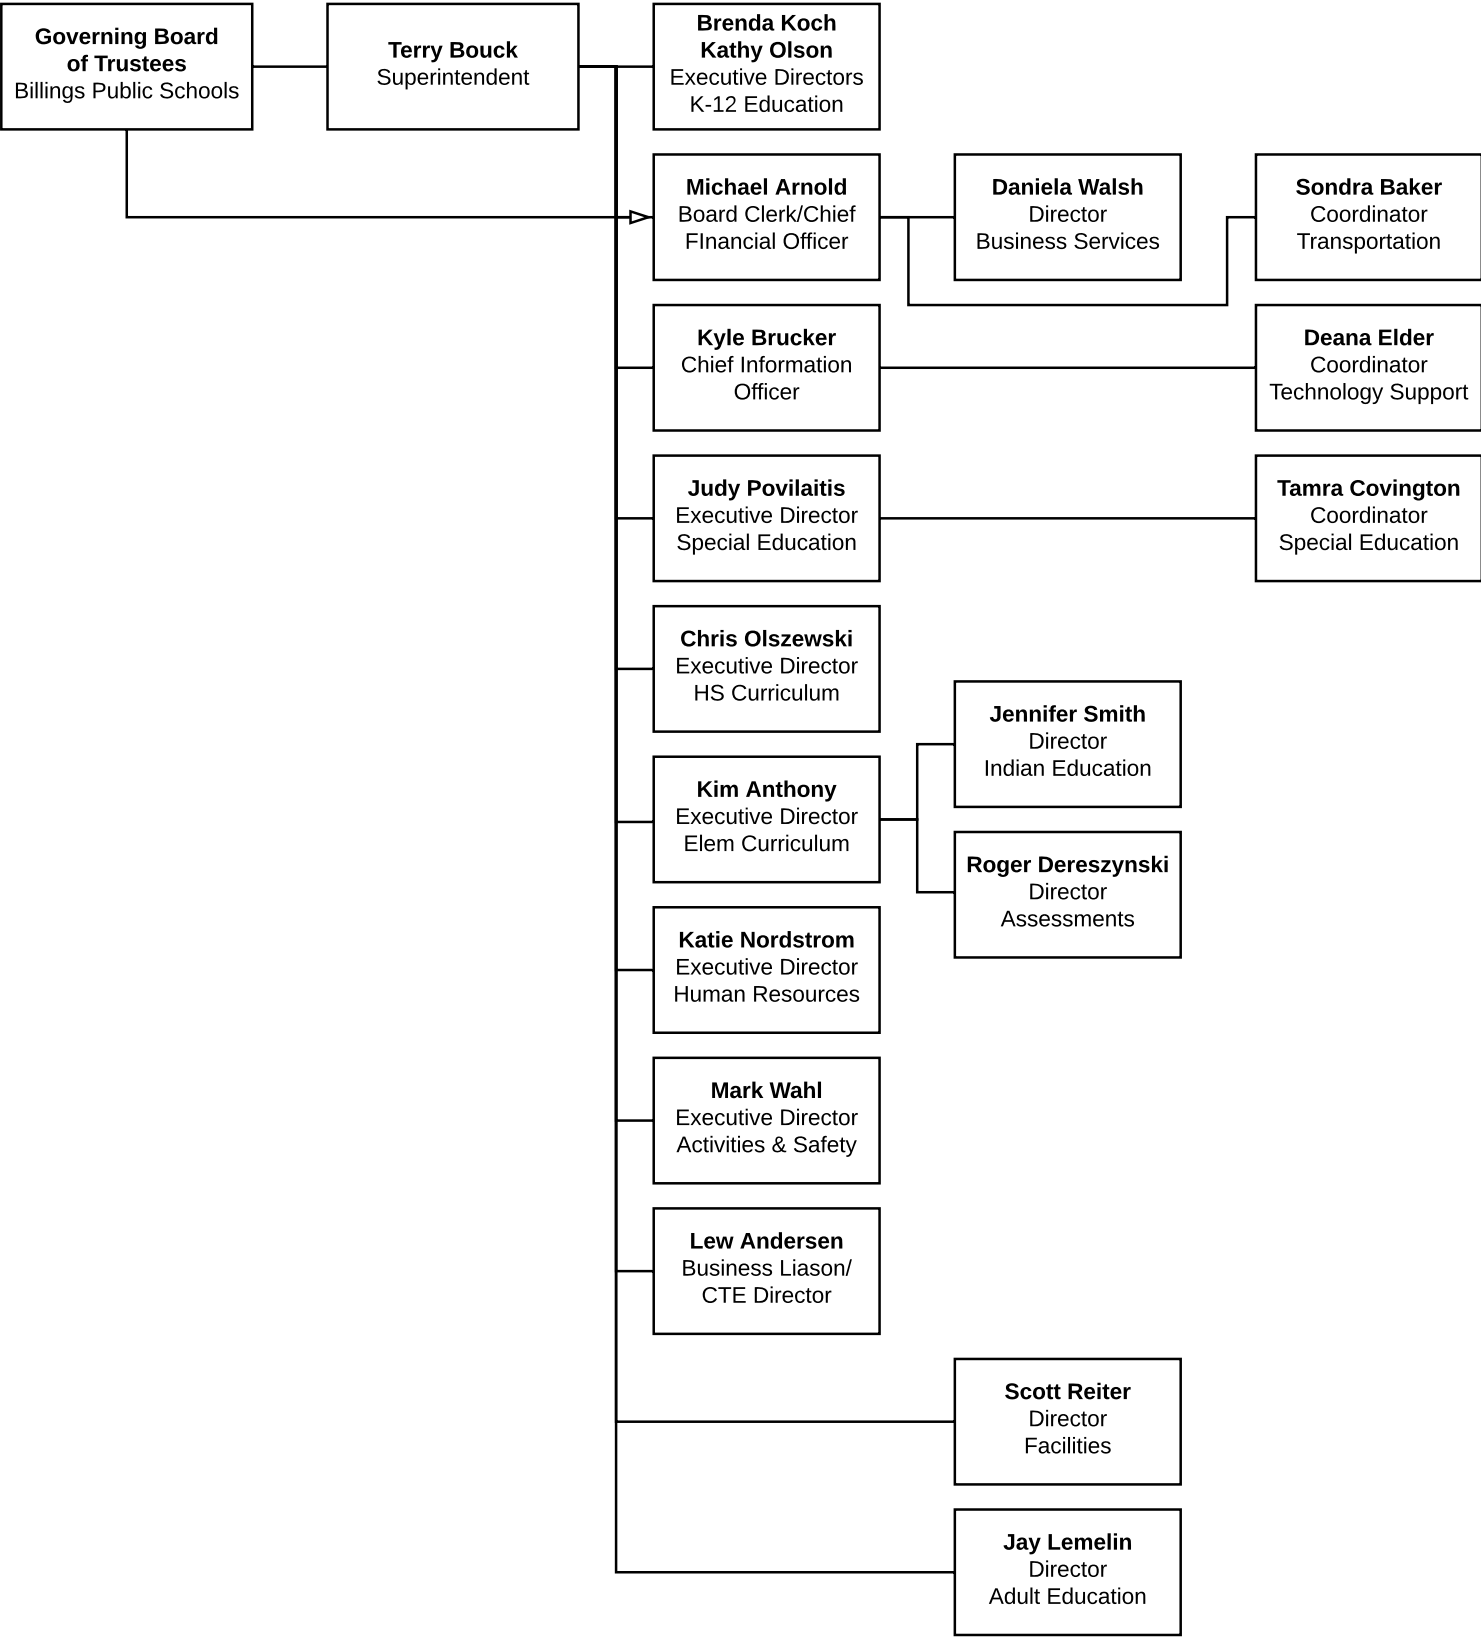 Governing Board
of Trustees
Billings Public Schools
Terry Bouck
Superintendent
Brenda Koch
Kathy Olson
Executive Directors
K-12 Education
Michael Arnold
Board Clerk/Chief
FInancial Officer
Daniela Walsh
Director
Business Services
Sondra Baker
Coordinator
Transportation
Kyle Brucker
Chief Information
Officer
Deana Elder
Coordinator
Technology Support
Judy Povilaitis
Executive Director
Special Education
Tamra Covington
Coordinator
Special Education
Chris Olszewski
Executive Director
HS Curriculum
Jennifer Smith
Director
Indian Education
Kim Anthony
Executive Director
Elem Curriculum
Roger Dereszynski
Director
Assessments
Katie Nordstrom
Executive Director
Human Resources
Mark Wahl
Executive Director
Activities & Safety
Lew Andersen
Business Liason/
CTE Director
Scott Reiter
Director
Facilities
Jay Lemelin
Director
Adult Education